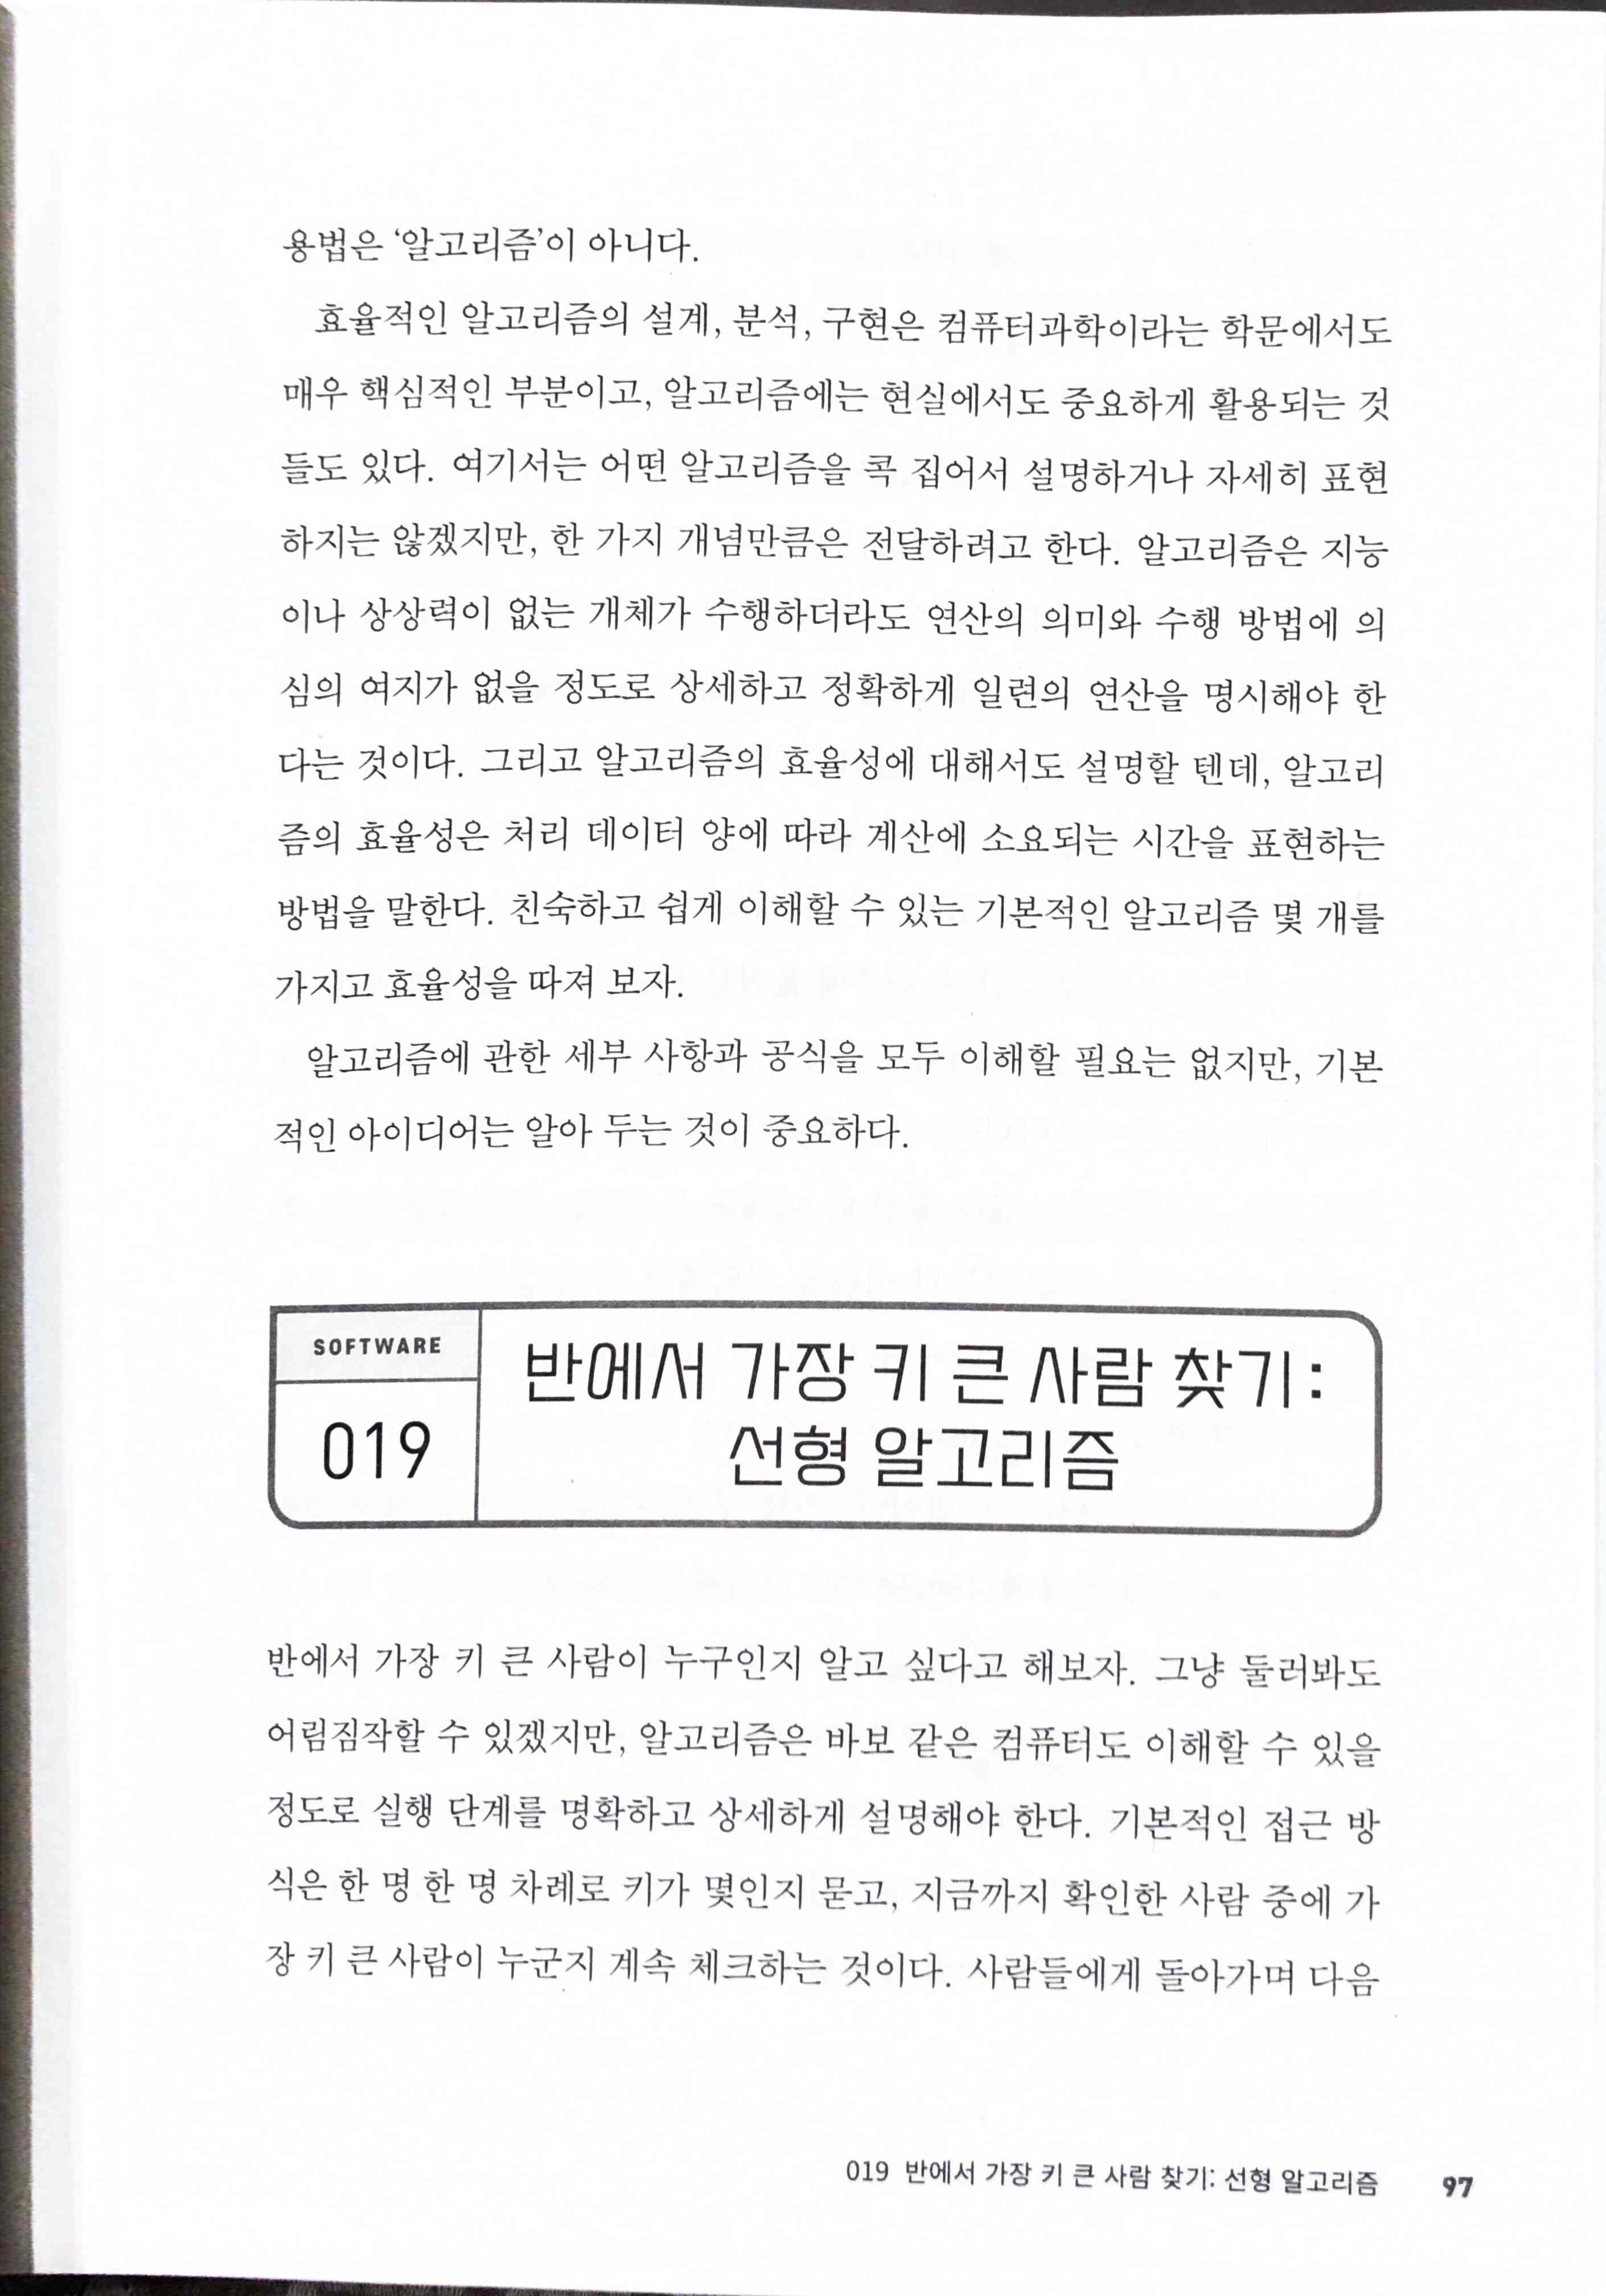 용법은 ‘알고리즘’이 아니다.
효율적인 알고리즘의 설계, 분석, 구현은 컴퓨터과학이라는 학문에서도
매우 핵심적인 부분이고, 알고리즘에는 현실에서도 중요하게 활용되는 것
들도 있다. 여기서는 어떤 알고리즘을 콕 집어서 설명하거나 자세히 표현
하지는 않겠지만, 한 가지 개념만큼은 전달하려고 한다. 알고리즘은 지능
이나 상상력이 없는 개체가 수행하더라도 연산의 의미와 수행 방법에 의
심의 여지가 없을 정도로 상세하고 정확하게 일련의 연산을 명시해야 한
다는 것이다. 그리고 알고리즘의 효율성에 대해서도 설명할 텐데, 알고리
즘의 효율성은 처리 데이터 양에 따라 계산에 소요되는 시간을 표현하는
방법을 말한다. 친숙하고 쉽게 이해할 수 있는 기본적인 알고리즘 몇 개를
가지고 효율성을 따져 보자.
알고리즘에 관한 세부 사항과 공식을 모두 이해할 필요는 없지만, 기본
적인 아이디어는 알아 두는 것이 중요하다.
SOFTWARE
019
반에서 가장 키 큰 사람 찾기:
선형 알고리즘
반에서 가장 키 큰 사람이 누구인지 알고 싶다고 해보자. 그냥 둘러봐도
어림짐작할 수 있겠지만, 알고리즘은 바보 같은 컴퓨터도 이해할 수 있을
정도로 실행 단계를 명확하고 상세하게 설명해야 한다. 기본적인 접근 방
식은 한 명 한 명 차례로 키가 몇인지 묻고, 지금까지 확인한 사람 중에 가
장 키 큰 사람이 누군지 계속 체크하는 것이다. 사람들에게 돌아가며 다음
019 반에서 가장 키 큰 사람 찾기: 선형 알고리즘 97